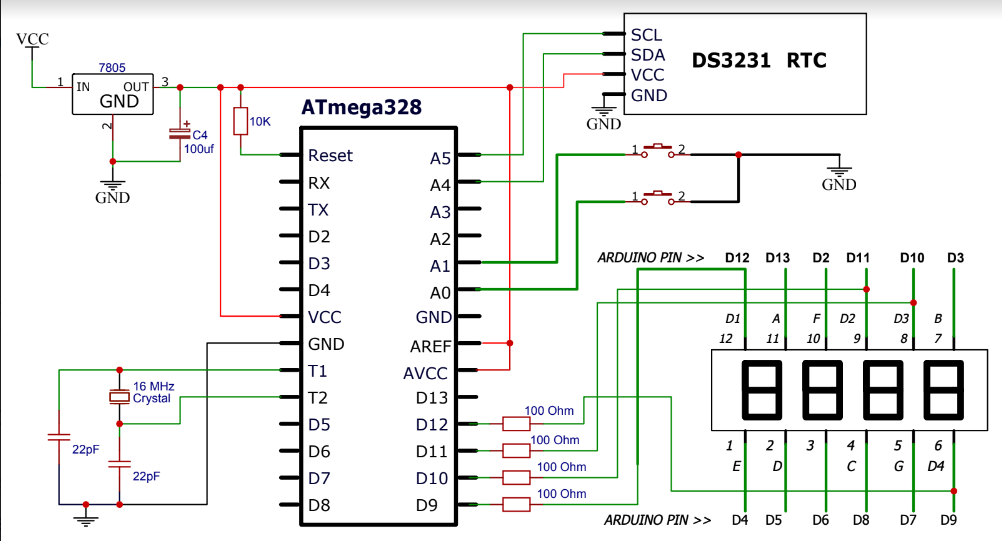 VCC
7805
1 IN OUT 3
GND
2
GND
C4
100uf
+
10K
ATmega328
Reset
RX
TX
D2
D3
D4
VCC
GND
T1
T2
D5
D6
D7
D8
A5
A4
A3
A2
A1
A0
GND
AREF
AVCC
D13
D12
D11
D10
D9
SCL
SDA
VCC
GND
DS3231 RTC
GND
1 2
1 2
GND
16 MHz
Crystal
22pF
22pF
100 Ohm
100 Ohm
100 Ohm
100 Ohm
ARDUINO PIN >> D12 D13 D2 D11 D10 D3
D1 A F D2 D3 B
12 11 10 9 8 7
1 2 3 4 5 6
E D C G D4
ARDUINO PIN >> D4 D5 D6 D8 D7 D9